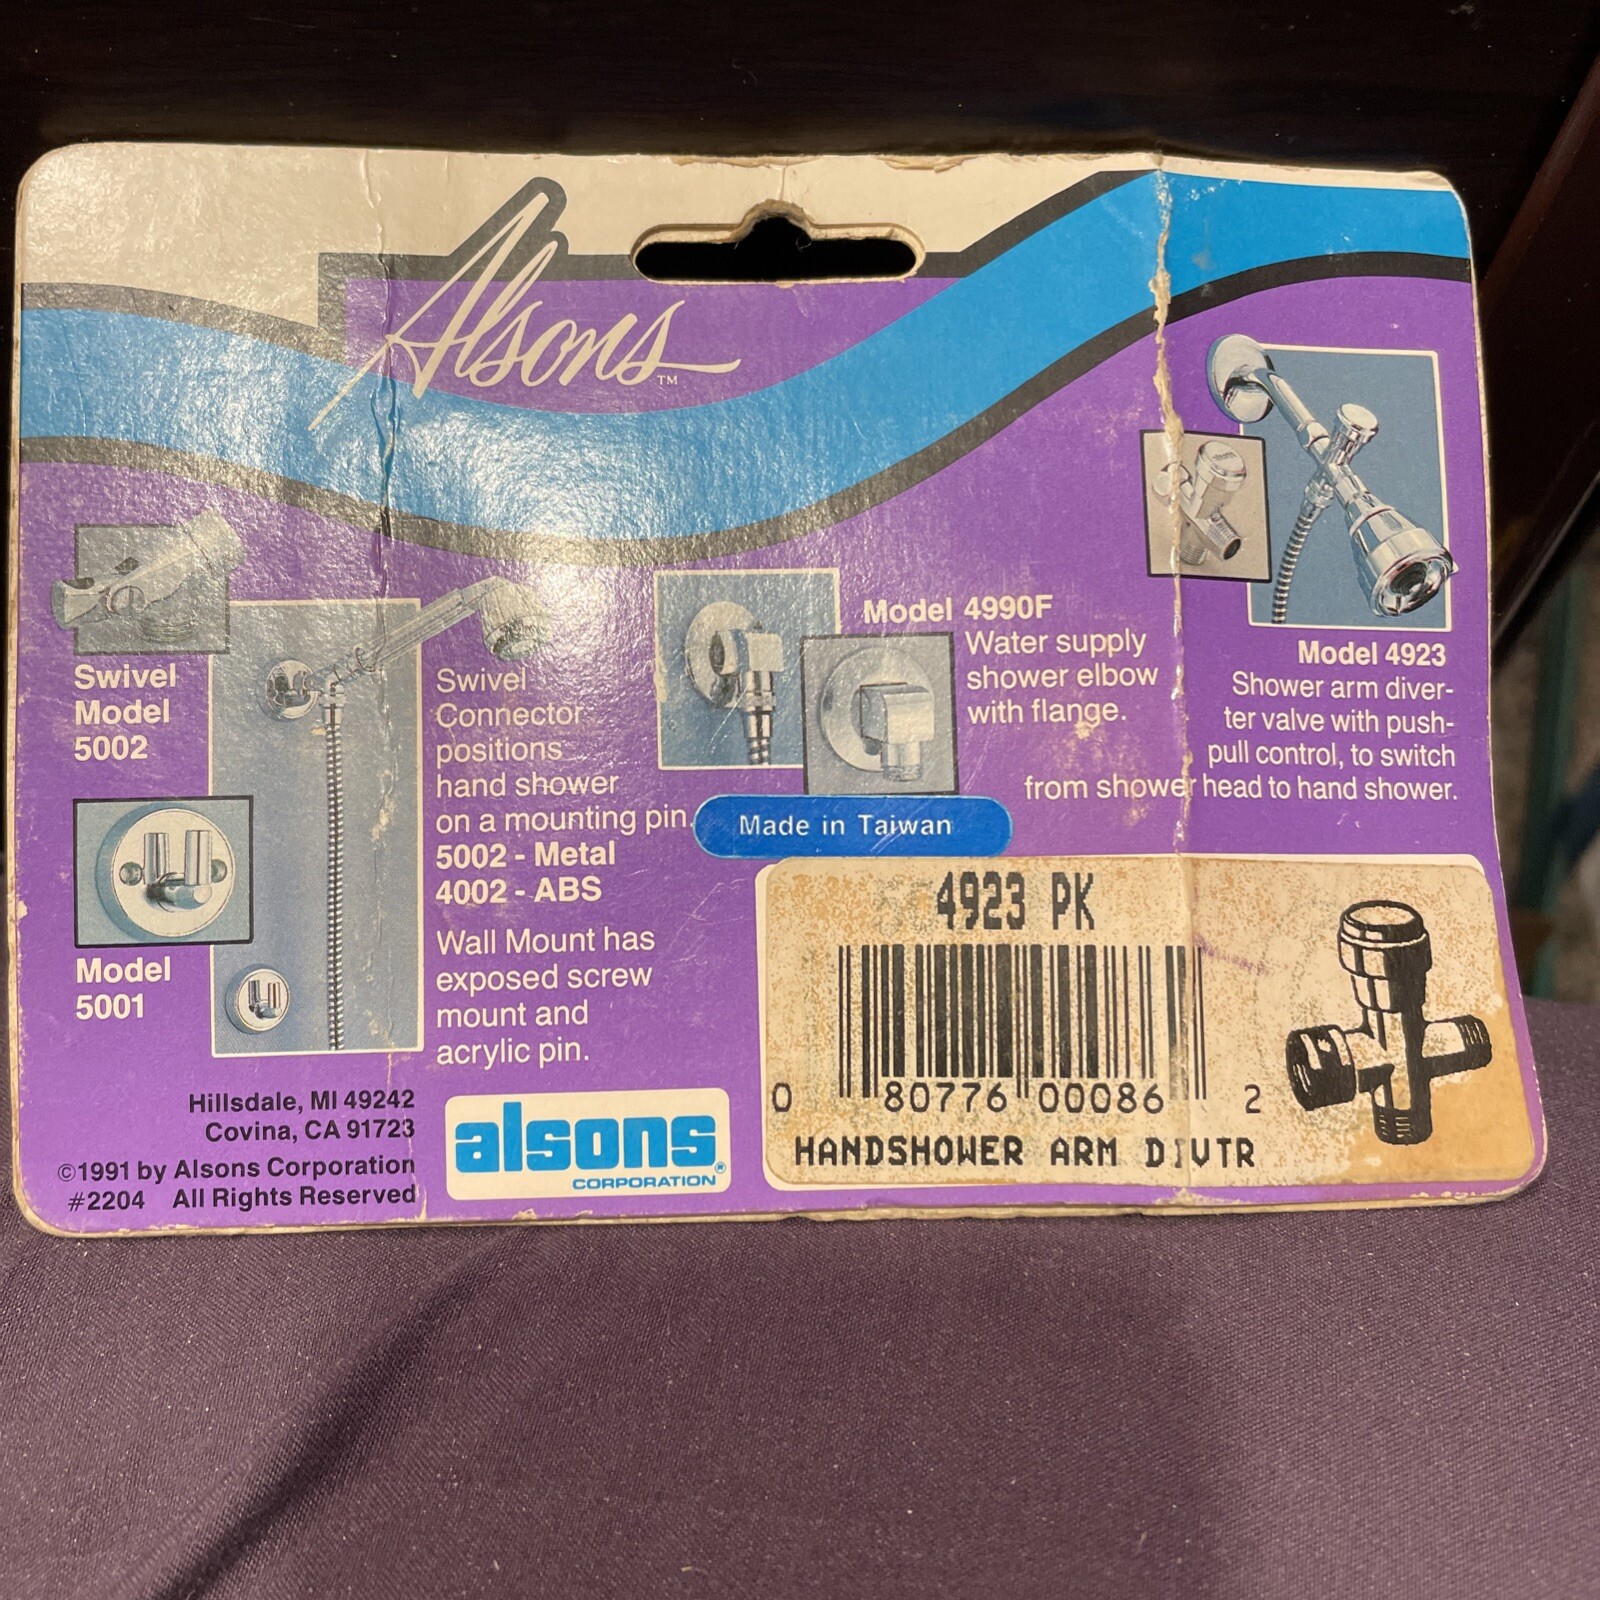 Alsons™
Swivel
Model
5002
Model
5001
Swivel
Connector
positions
hand shower
on a mounting pin.
5002 - Metal
4002 - ABS
Wall Mount has
exposed screw
mount and
acrylic pin.
Model 4990F
Water supply
shower elbow
with flange.
Model 4923
Shower arm diver-
ter valve with push-
pull control, to switch
from shower head to hand shower.
Made in Taiwan
4923 PK
0 80776 00086 2
HANDSHOWER ARM DIVTR
Hillsdale, MI 49242
Covina, CA 91723
©1991 by Alsons Corporation
#2204 All Rights Reserved
alsons®
CORPORATION